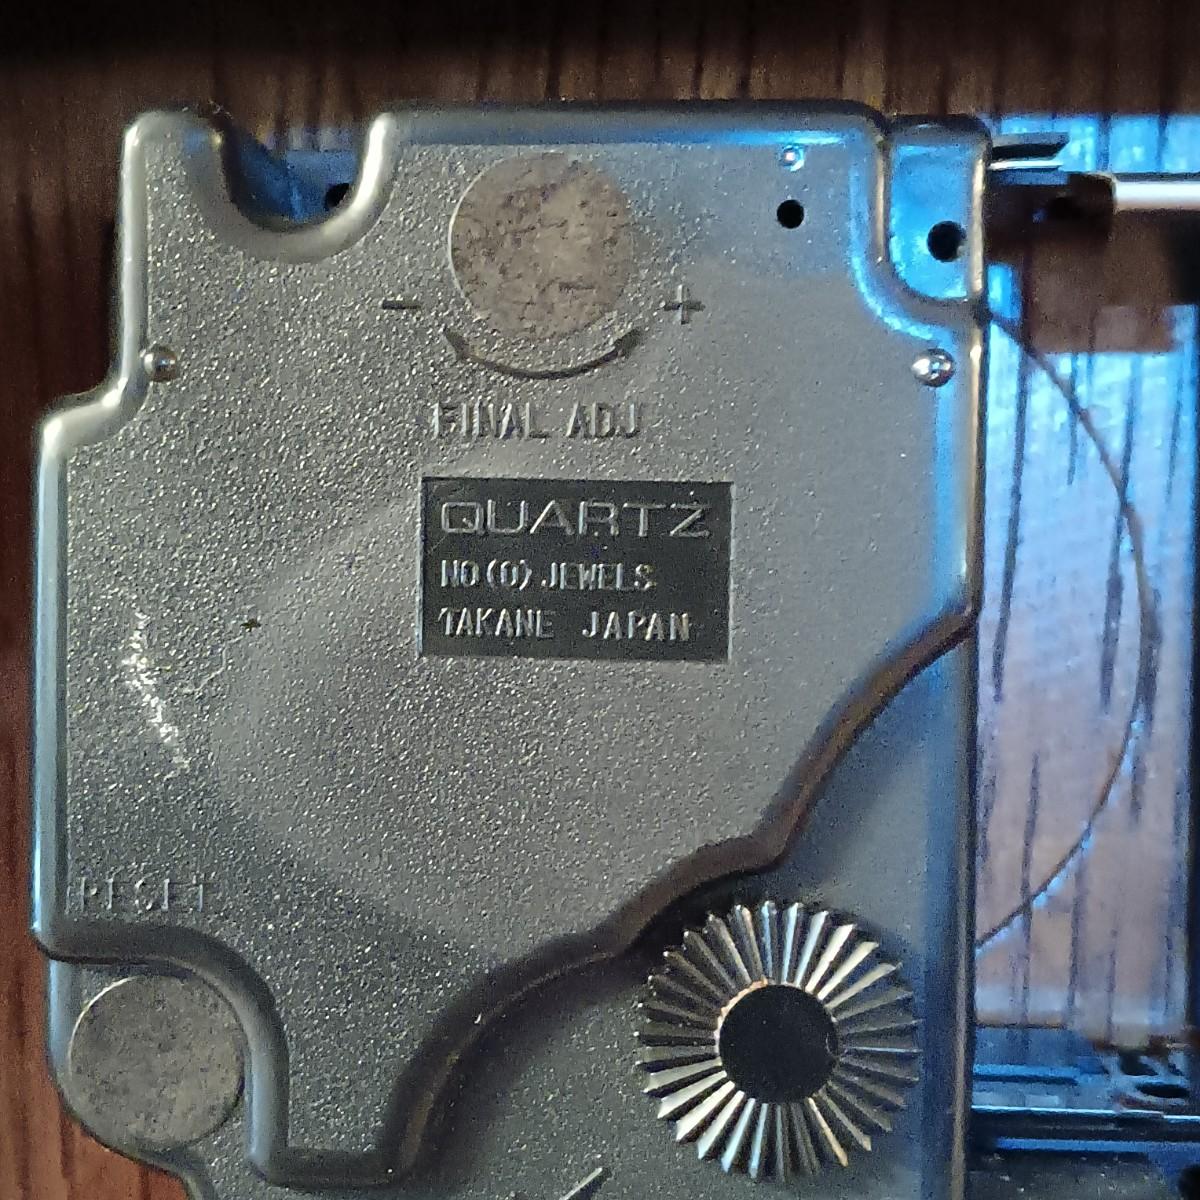 - +
FINAL ADJ
QUARTZ
NO (0) JEWELS
TAKANE JAPAN
RESET